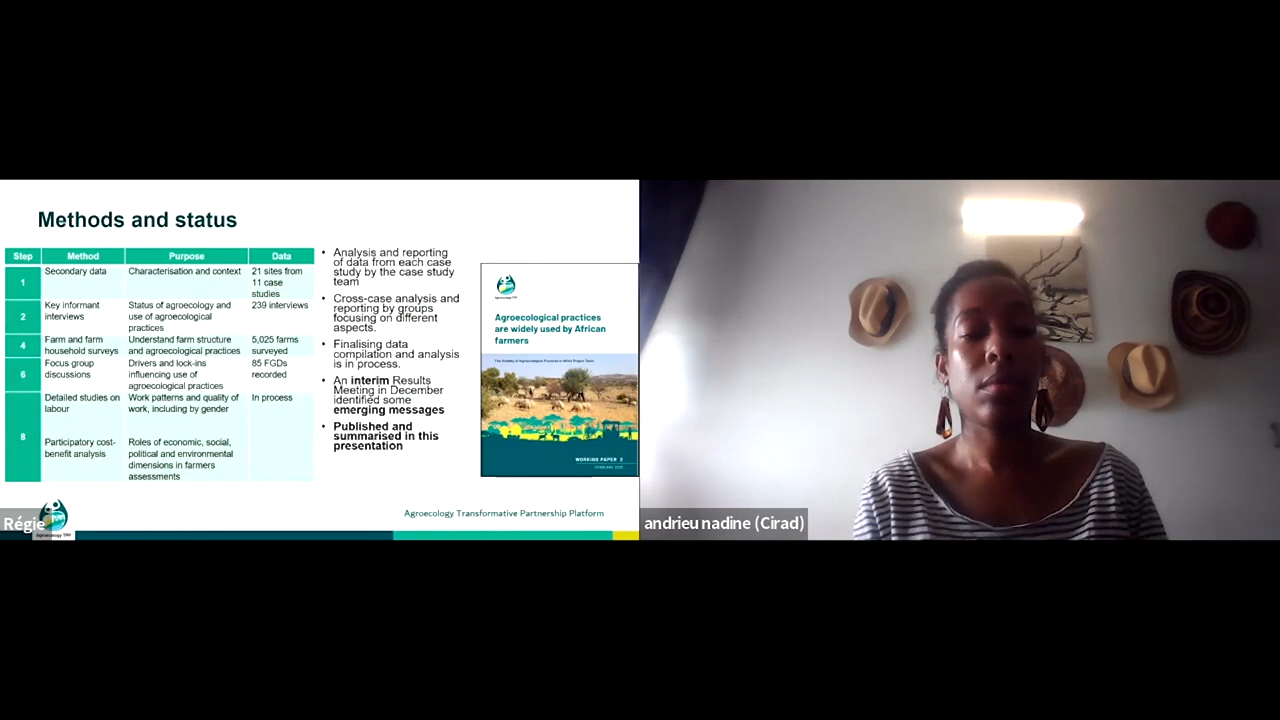 Methods and status
Step Method Purpose Data
1 Secondary data Characterisation and context 21 sites from
11 case
studies
2 Key informant Status of agroecology and 239 interviews
interviews use of agroecological
practices
4 Farm and farm Understand farm structure 5,025 farms
household surveys and agroecological practices surveyed
6 Focus group Drivers and lock-ins 85 FGDs
discussions influencing use of recorded
agroecological practices
8 Detailed studies on Work patterns and quality of In process
labour work, including by gender
Participatory cost- Roles of economic, social,
benefit analysis political and environmental
dimensions in farmers
assessments
• Analysis and reporting
of data from each case
study by the case study
team
• Cross-case analysis and
reporting by groups
focusing on different
aspects.
• Finalising data
compilation and analysis
is in process.
• An interim Results
Meeting in December
identified some
emerging messages
• Published and
summarised in this
presentation
Agroecological practices
are widely used by African
farmers
WORKING PAPER 3
Agroecology Transformative Partnership Platform
Agroecology TPP
Régie
andrieu nadine (Cirad)